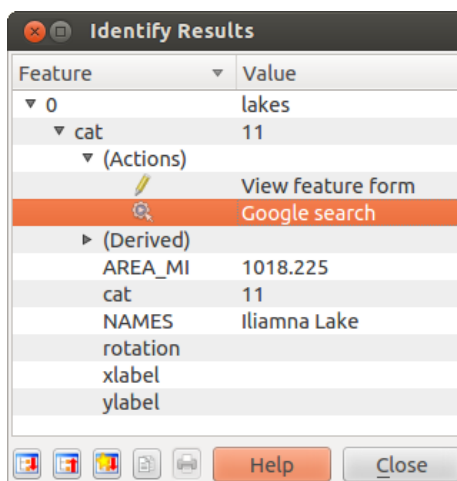 Identify Results
Feature Value
0 lakes
cat 11
(Actions)
View feature form
Google search
(Derived)
AREA_MI 1018.225
cat 11
NAMES Iliamna Lake
rotation
xlabel
ylabel
Help Close